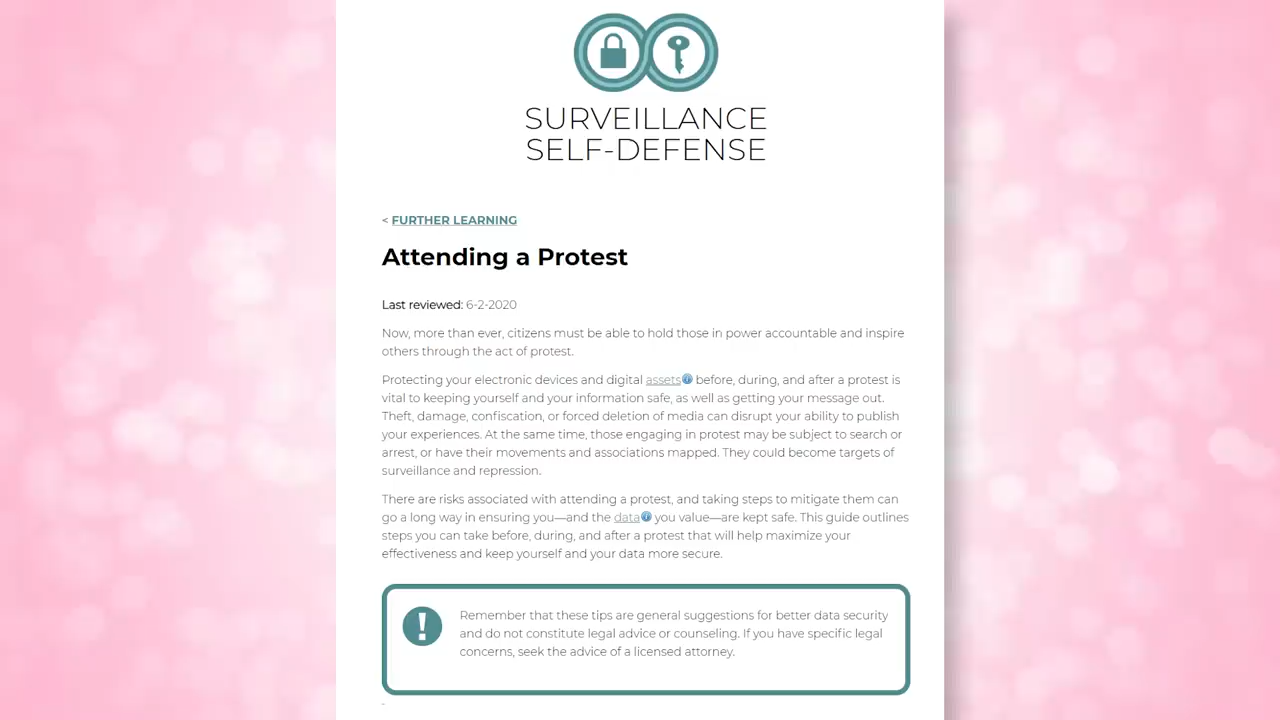 SURVEILLANCE
SELF-DEFENSE
< FURTHER LEARNING
Attending a Protest
Last reviewed: 6-2-2020
Now, more than ever, citizens must be able to hold those in power accountable and inspire
others through the act of protest.
Protecting your electronic devices and digital assets before, during, and after a protest is
vital to keeping yourself and your information safe, as well as getting your message out.
Theft, damage, confiscation, or forced deletion of media can disrupt your ability to publish
your experiences. At the same time, those engaging in protest may be subject to search or
arrest, or have their movements and associations mapped. They could become targets of
surveillance and repression.
There are risks associated with attending a protest, and taking steps to mitigate them can
go a long way in ensuring you—and the data you value—are kept safe. This guide outlines
steps you can take before, during, and after a protest that will help maximize your
effectiveness and keep yourself and your data more secure.
Remember that these tips are general suggestions for better data security
and do not constitute legal advice or counseling. If you have specific legal
concerns, seek the advice of a licensed attorney.